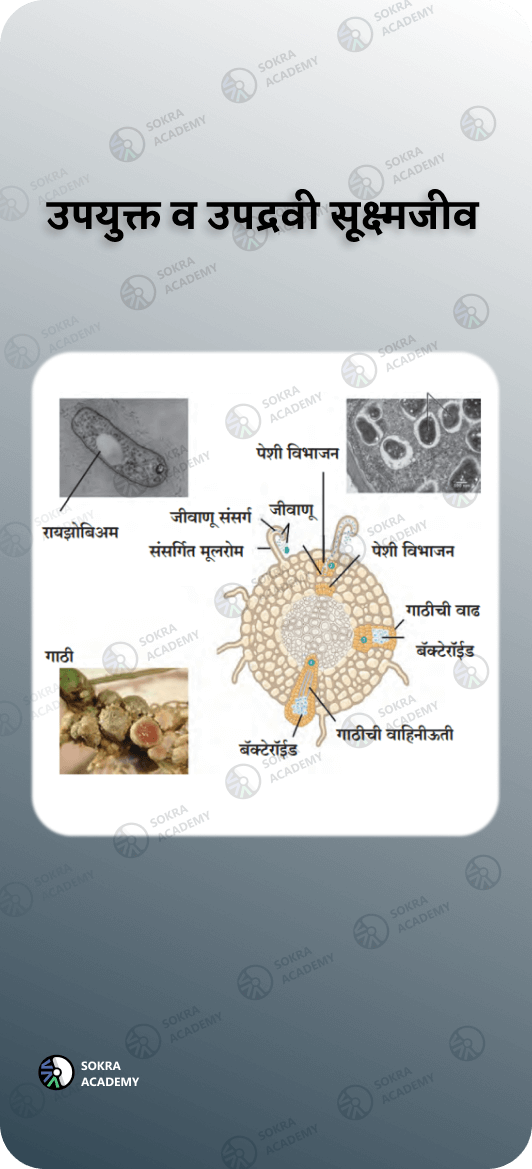 उपयुक्त व उपद्रवी सूक्ष्मजीव
पेशी विभाजन
रायझोबिअम
जीवाणू संसर्ग
जीवाणू
संसर्गित मूलरोम
पेशी विभाजन
गाठीची वाढ
बॅक्टेरॉईड
गाठी
गाठीची वाहिनीऊती
बॅक्टेरॉईड
SOKRA
ACADEMY